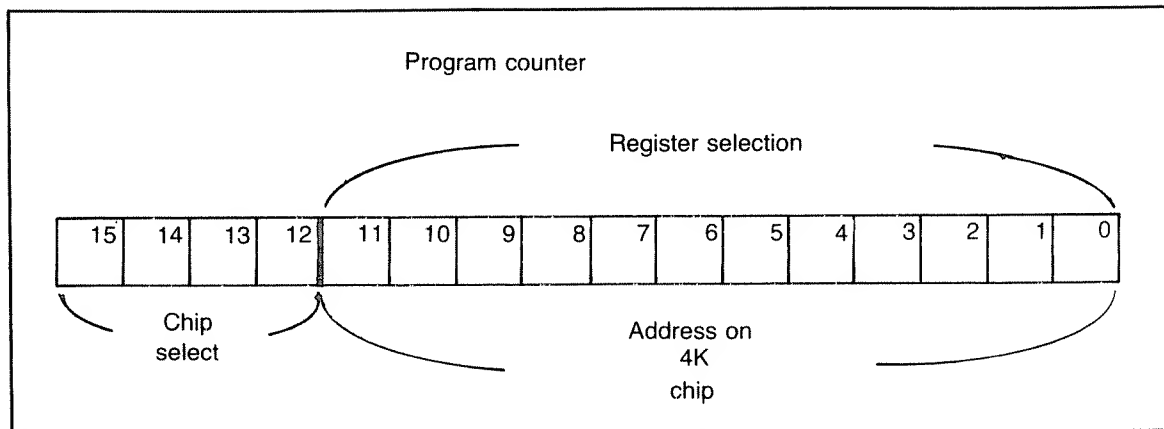 Program counter
Register selection
15 14 13 12 11 10 9 8 7 6 5 4 3 2 1 0
Chip
select
Address on
4K
chip